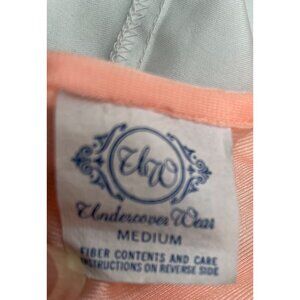 UW
Undercover Wear
MEDIUM
FIBER CONTENTS AND CARE
INSTRUCTIONS ON REVERSE SIDE